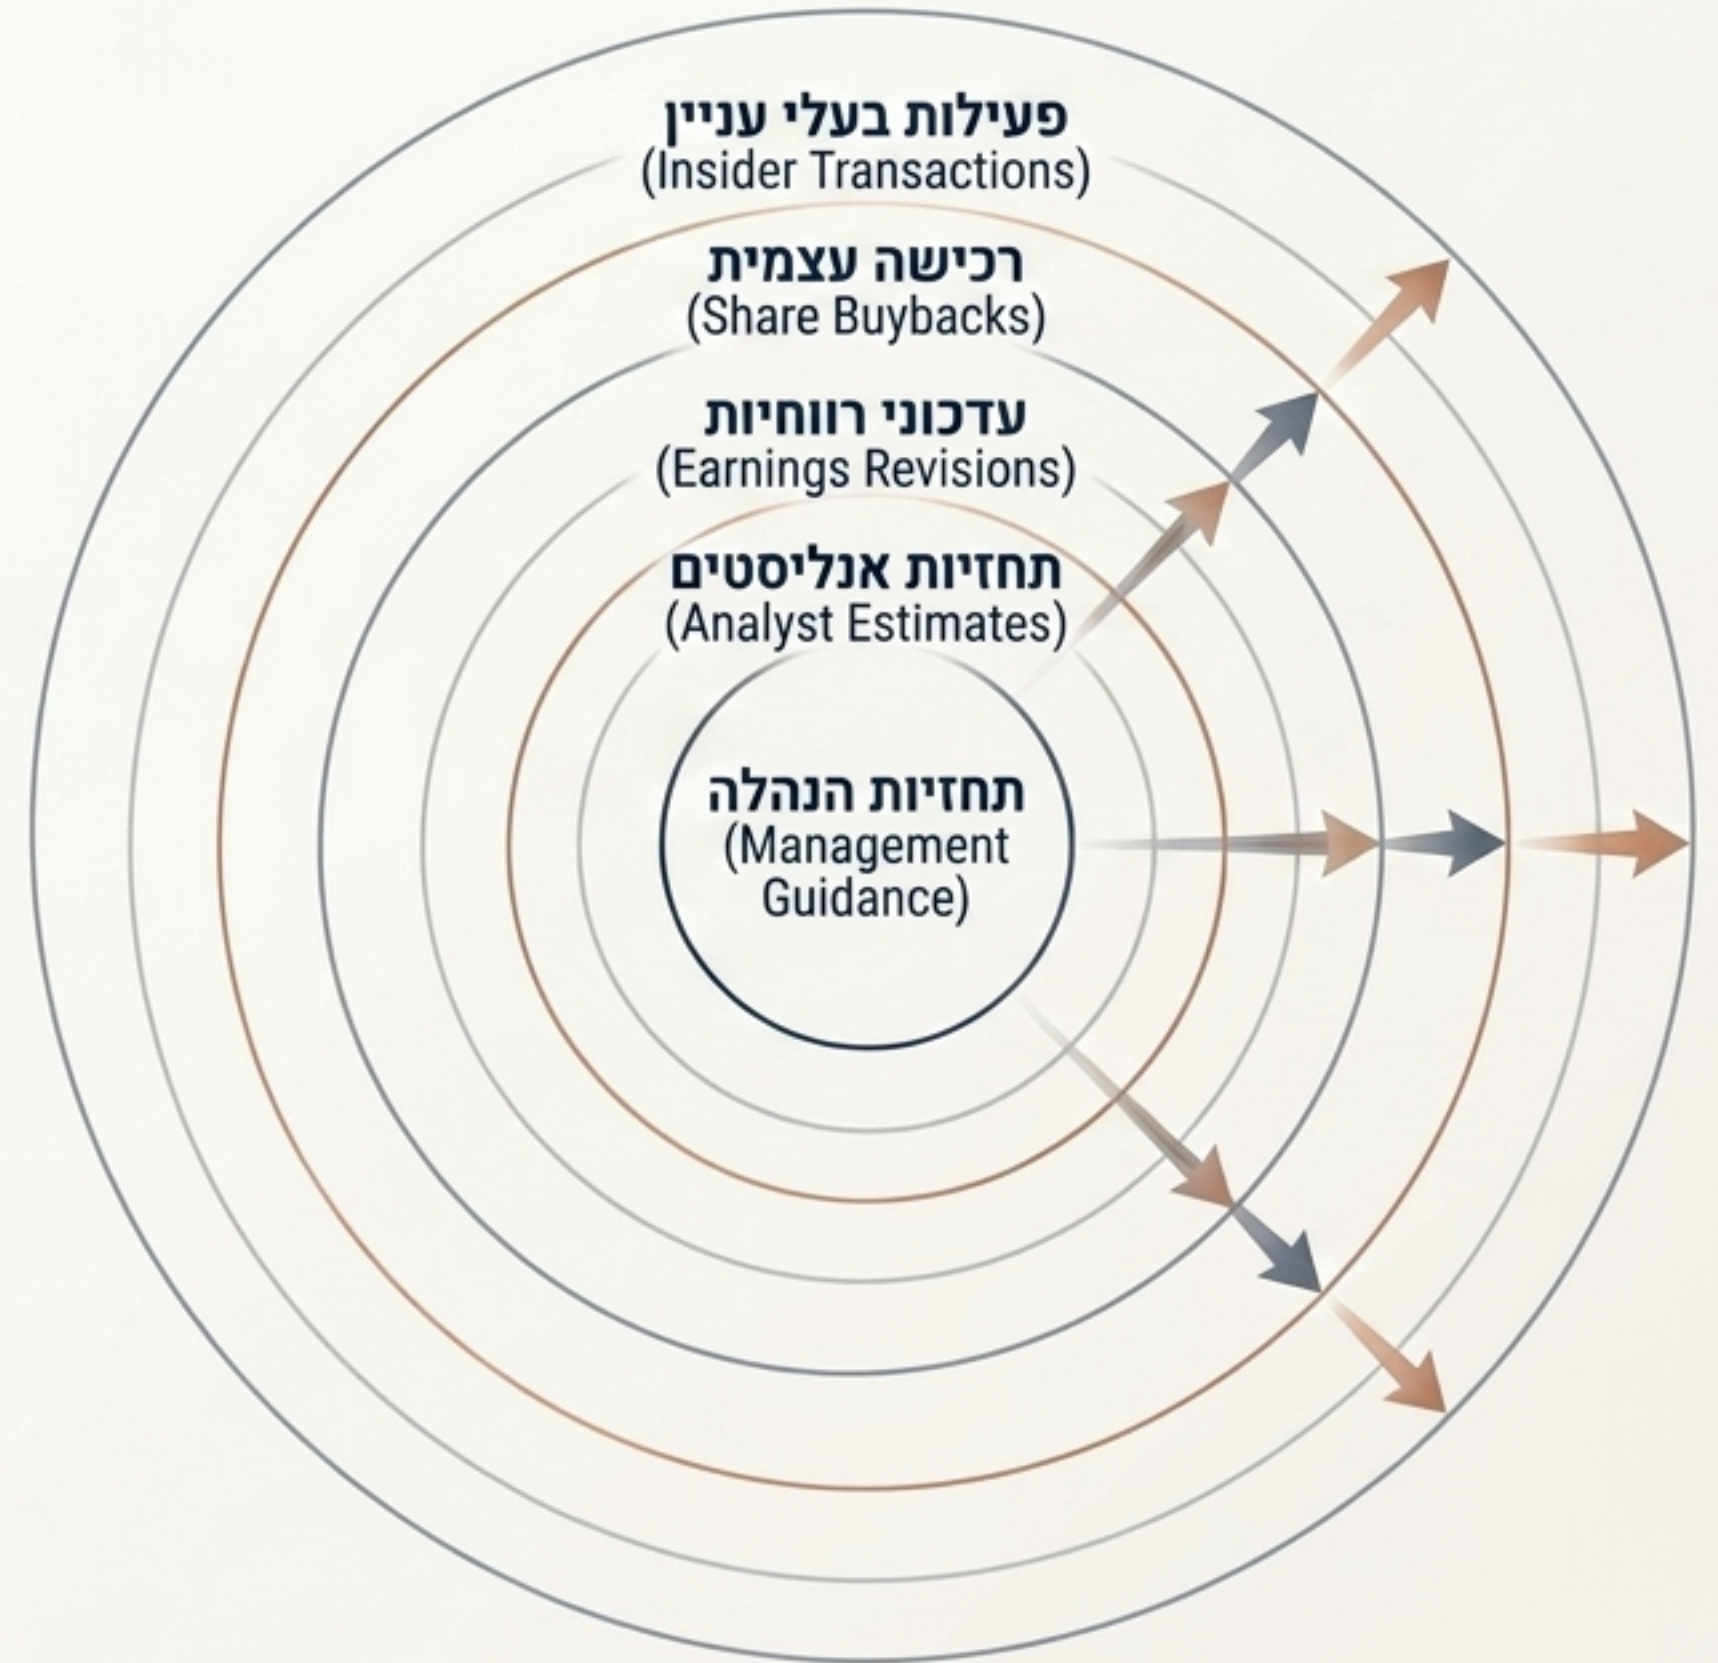 פעילות בעלי עניין
(Insider Transactions)
רכישה עצמית
(Share Buybacks)
עדכוני רווחיות
(Earnings Revisions)
תחזיות אנליסטים
(Analyst Estimates)
תחזיות הנהלה
(Management
Guidance)